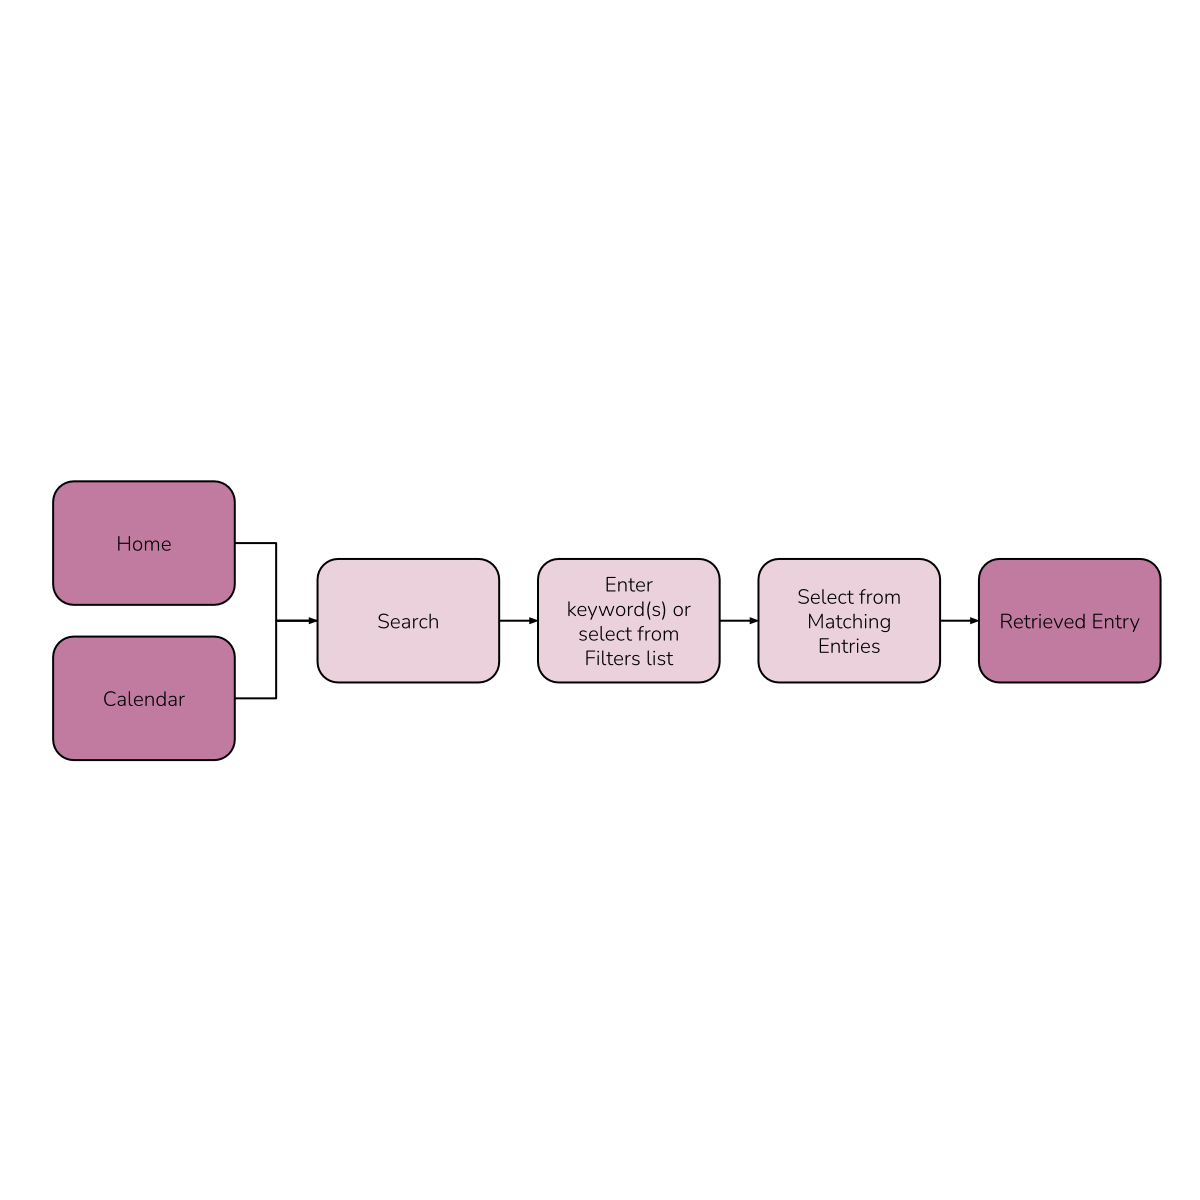 Home
Calendar
Search
Enter
keyword(s) or
select from
Filters list
Select from
Matching
Entries
Retrieved Entry